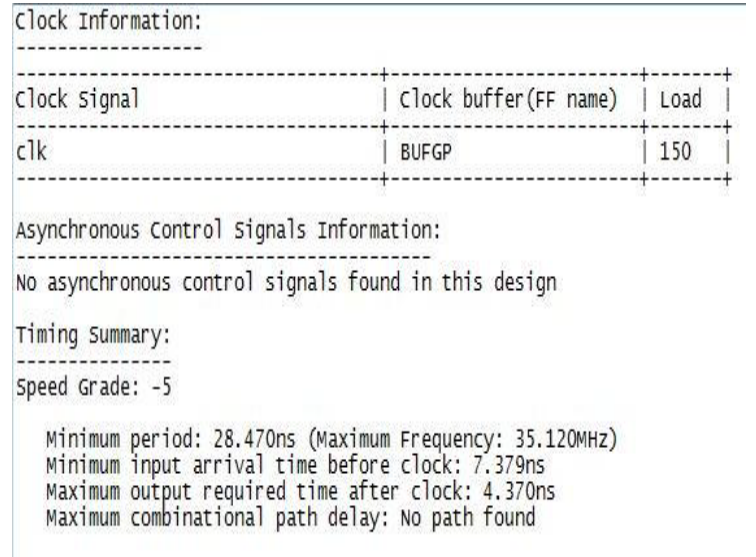 Clock Information:
------------------
-----------------------------------+------------------------+-------+
Clock Signal | Clock buffer(FF name) | Load |
-----------------------------------+------------------------+-------+
clk | BUFGP | 150 |
-----------------------------------+------------------------+-------+
Asynchronous Control Signals Information:
----------------------------------------
No asynchronous control signals found in this design
Timing Summary:
---------------
Speed Grade: -5
Minimum period: 28.470ns (Maximum Frequency: 35.120MHz)
Minimum input arrival time before clock: 7.379ns
Maximum output required time after clock: 4.370ns
Maximum combinational path delay: No path found